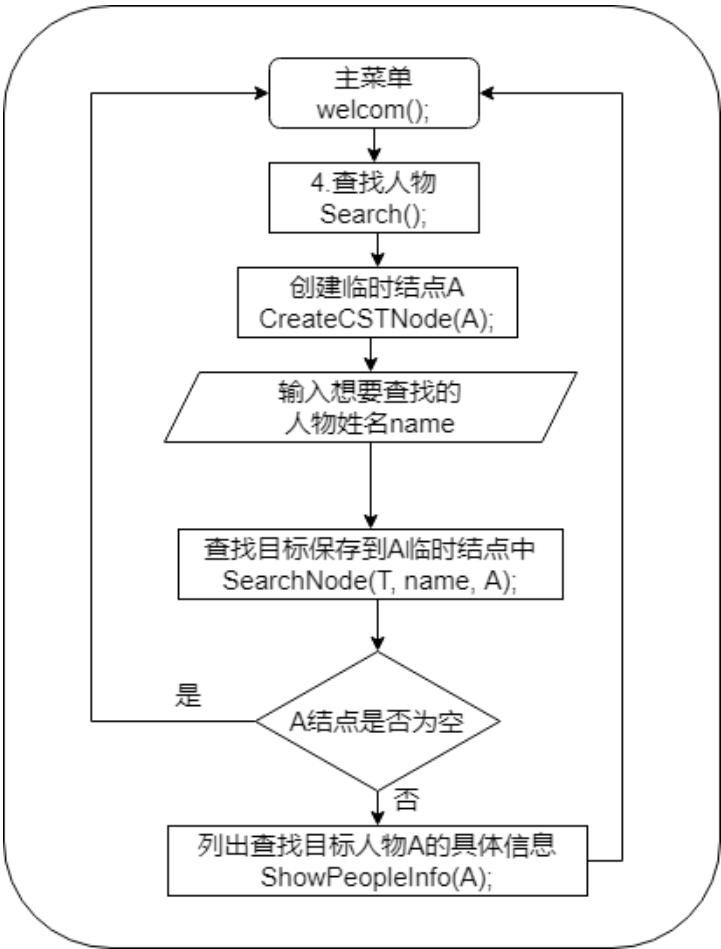 主菜单
welcom();
4.查找人物
Search();
创建临时结点A
CreateCSTNode(A);
输入想要查找的
人物姓名name
查找目标保存到A临时结点中
SearchNode(T, name, A);
是
A结点是否为空
否
列出查找目标人物A的具体信息
ShowPeopleInfo(A);